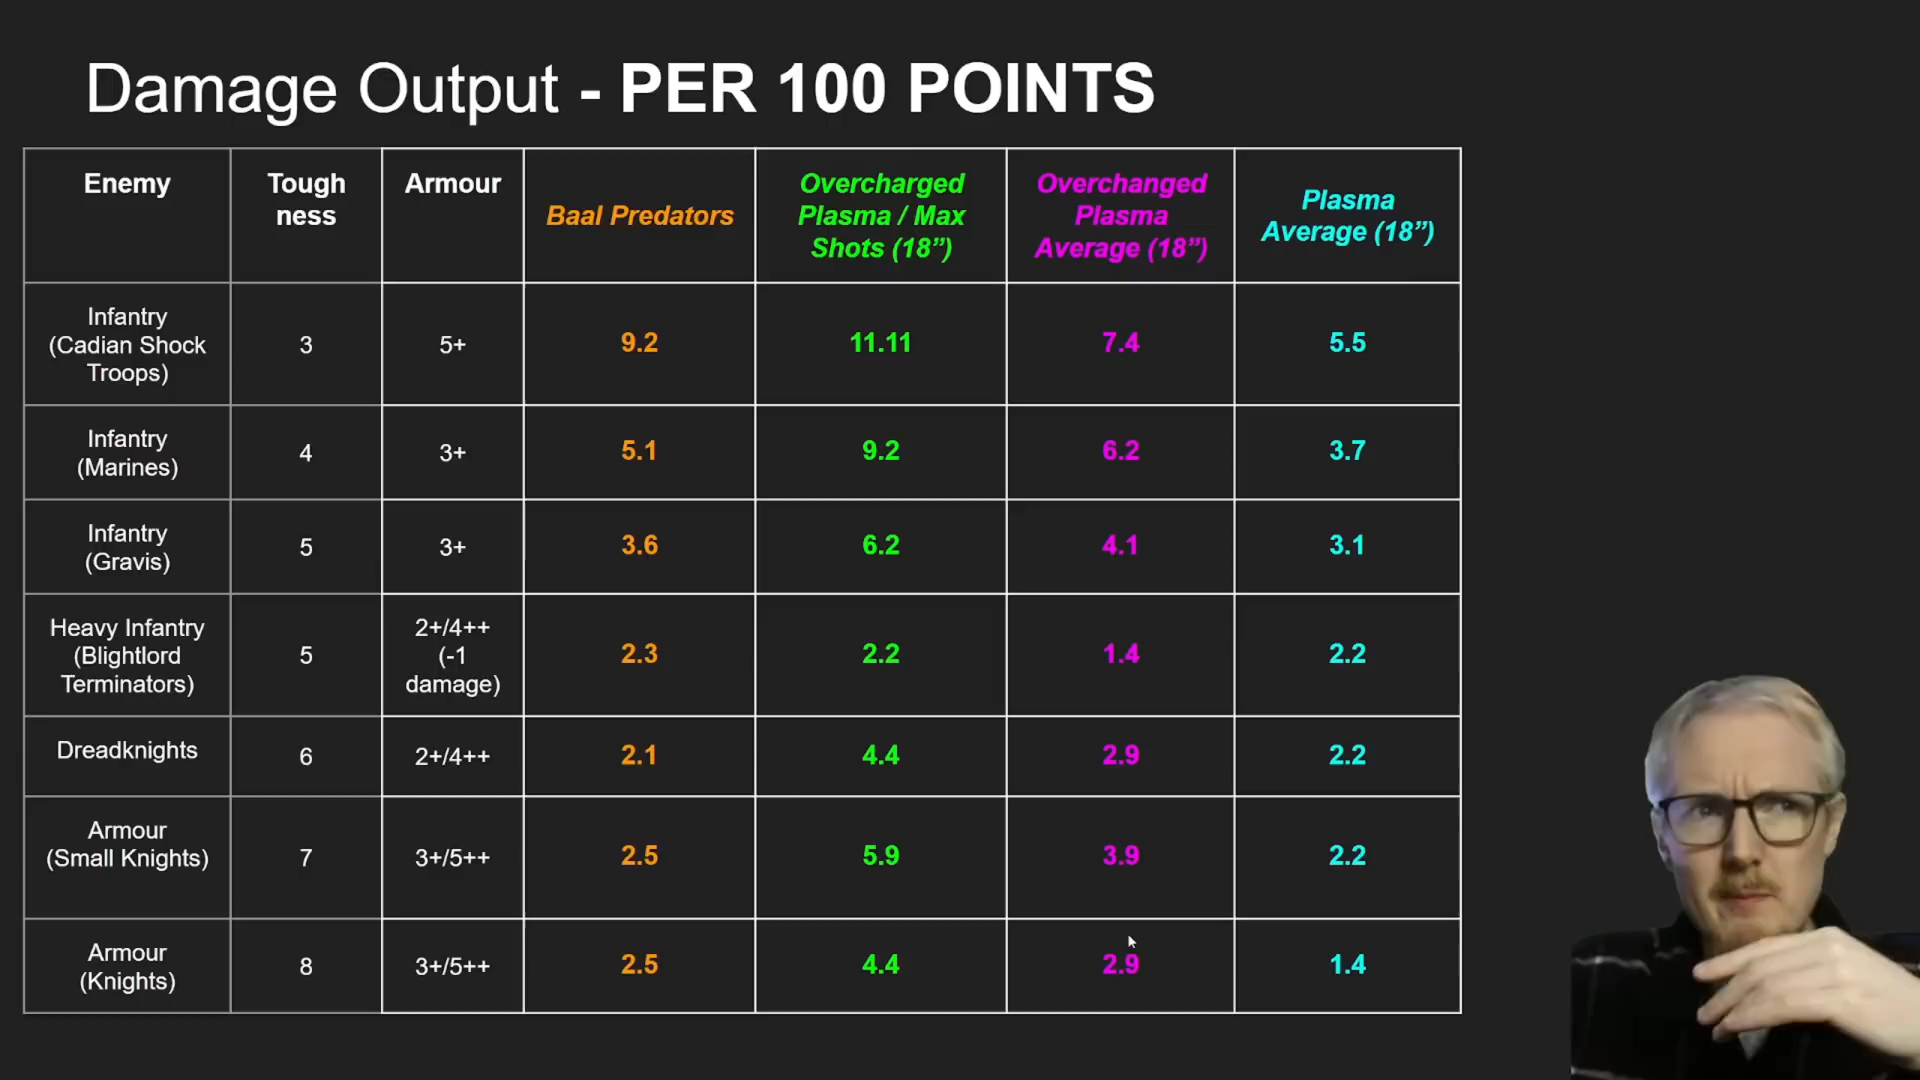 Damage Output - PER 100 POINTS
Enemy
Tough
ness
Armour
Baal Predators
Overcharged
Plasma / Max
Shots (18”)
Overchanged
Plasma
Average (18”)
Plasma
Average (18”)
Infantry
(Cadian Shock
Troops)
3
5+
9.2
11.11
7.4
5.5
Infantry
(Marines)
4
3+
5.1
9.2
6.2
3.7
Infantry
(Gravis)
5
3+
3.6
6.2
4.1
3.1
Heavy Infantry
(Blightlord
Terminators)
5
2+/4++
(-1
damage)
2.3
2.2
1.4
2.2
Dreadknights
6
2+/4++
2.1
4.4
2.9
2.2
Armour
(Small Knights)
7
3+/5++
2.5
5.9
3.9
2.2
Armour
(Knights)
8
3+/5++
2.5
4.4
2.9
1.4